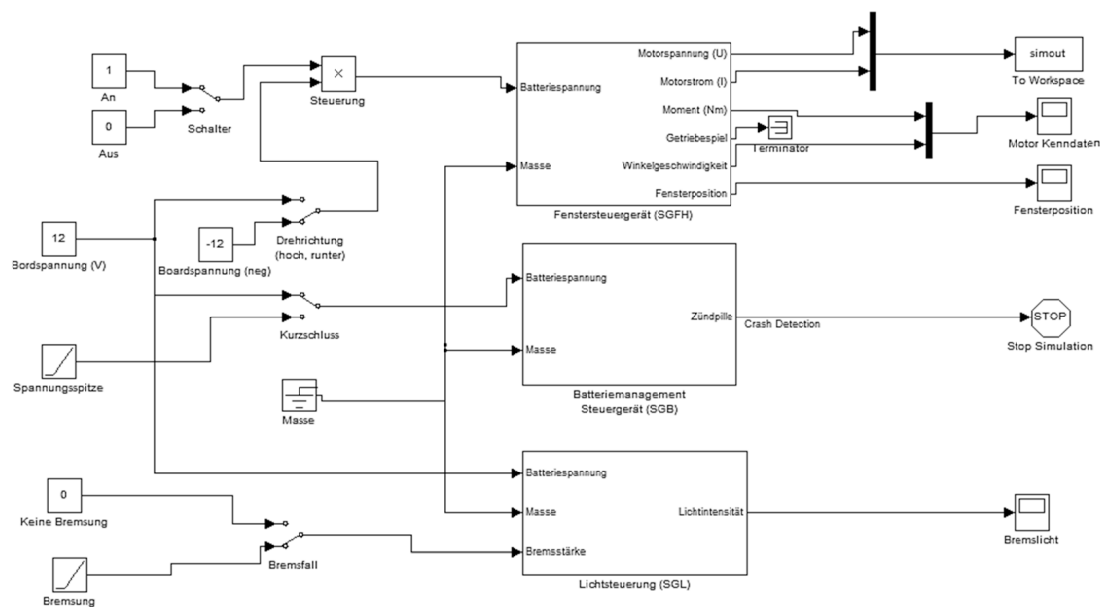 1
An
0
Aus
Schalter
X
Steuerung
12
Bordspannung (V)
-12
Boardspannung (neg)
Drehrichtung
(hoch, runter)
Kurzschluss
Spannungsspitze
Masse
0
Keine Bremsung
Bremsung
Bremsfall
Batteriespannung
Masse
Motorspannung (U)
Motorstrom (I)
Moment (Nm)
Getriebespiel
Winkelgeschwindigkeit
Fensterposition
Fenstersteuergerät (SGFH)
Terminator
simout
To Workspace
Motor Kenndaten
Fensterposition
Batteriespannung
Masse
Zündpille
Batteriemanagement
Steuergerät (SGB)
Crash Detection
STOP
Stop Simulation
Batteriespannung
Masse
Bremsstärke
Lichtintensität
Lichtsteuerung (SGL)
Bremslicht